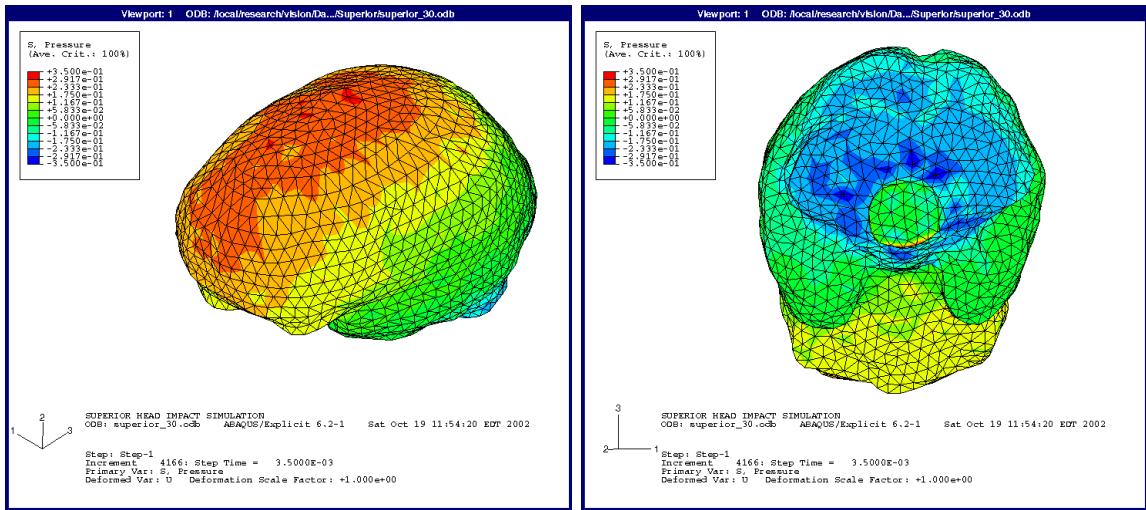 Viewport: 1 ODB: /local/research/vision/Da.../Superior/superior_30.odb
S, Pressure
(Ave. Crit.: 100%)
+3.500e-01
+2.917e-01
+2.333e-01
+1.750e-01
+1.167e-01
+5.833e-02
+0.000e+00
-5.833e-02
-1.167e-01
-1.750e-01
-2.333e-01
-2.917e-01
-3.500e-01
2
1
3
SUPERIOR HEAD IMPACT SIMULATION
ODB: superior_30.odb ABAQUS/Explicit 6.2-1 Sat Oct 19 11:54:20 EDT 2002
Step: Step-1
Increment 4166: Step Time = 3.5000E-03
Primary Var: S, Pressure
Deformed Var: U Deformation Scale Factor: +1.000e+00
Viewport: 1 ODB: /local/research/vision/Da.../Superior/superior_30.odb
S, Pressure
(Ave. Crit.: 100%)
+3.500e-01
+2.917e-01
+2.333e-01
+1.750e-01
+1.167e-01
+5.833e-02
+0.000e+00
-5.833e-02
-1.167e-01
-1.750e-01
-2.333e-01
-2.917e-01
-3.500e-01
3
2
1
SUPERIOR HEAD IMPACT SIMULATION
ODB: superior_30.odb ABAQUS/Explicit 6.2-1 Sat Oct 19 11:54:20 EDT 2002
Step: Step-1
Increment 4166: Step Time = 3.5000E-03
Primary Var: S, Pressure
Deformed Var: U Deformation Scale Factor: +1.000e+00